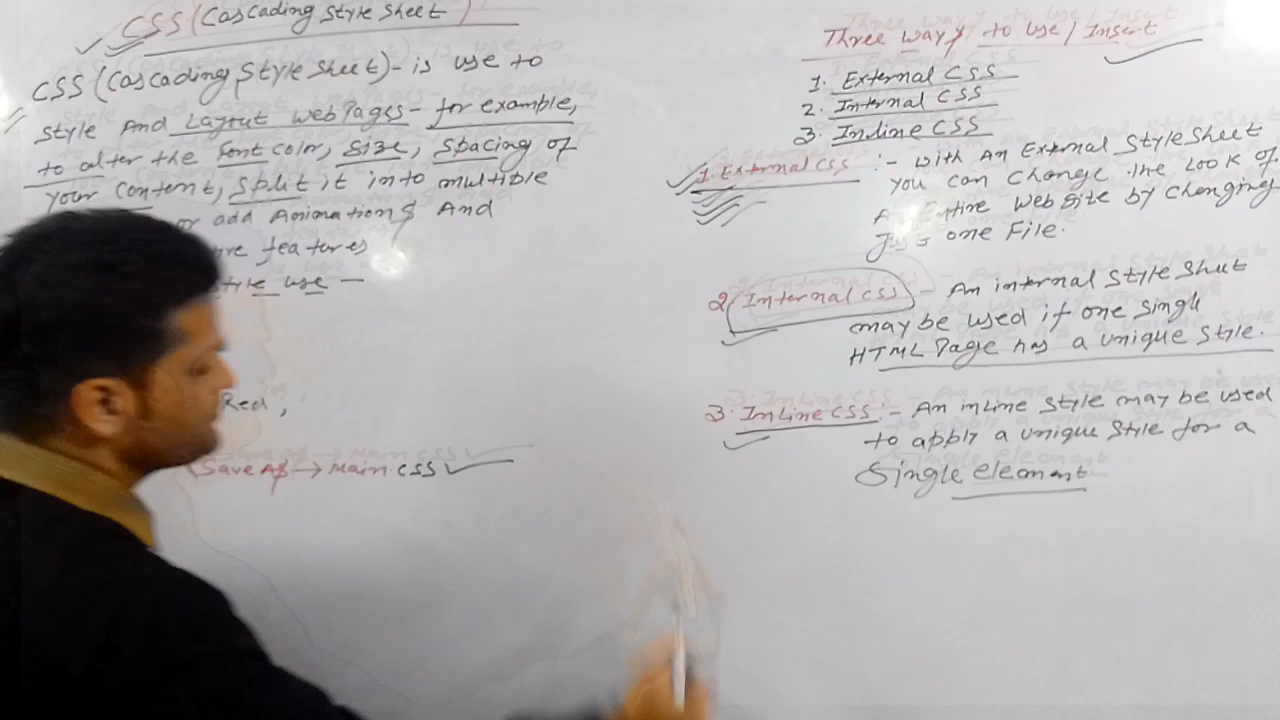 CSS (Cascading Style Sheet)
CSS (Cascading Style Sheet)- is use to
style And Layout webPages- for example,
to alter the Font color, Size, Spacing of
your Content, Split it into multible
or add Animations And
features
style use —
Red;
Save As → Main CSS
Three ways to use / Insert
1. External CSS
2. Internal CSS
3. Inline CSS
1. External CSS :- with An External StyleSheet
you can change the Look of
A Entire Website by changing
Just one File.
2. Internal CSS - An internal Style Sheet
may be used if one Single
HTML Page has a unique Style.
3. InLine CSS :- An inLine Style may be used
to apply a unique Style for a
Single element